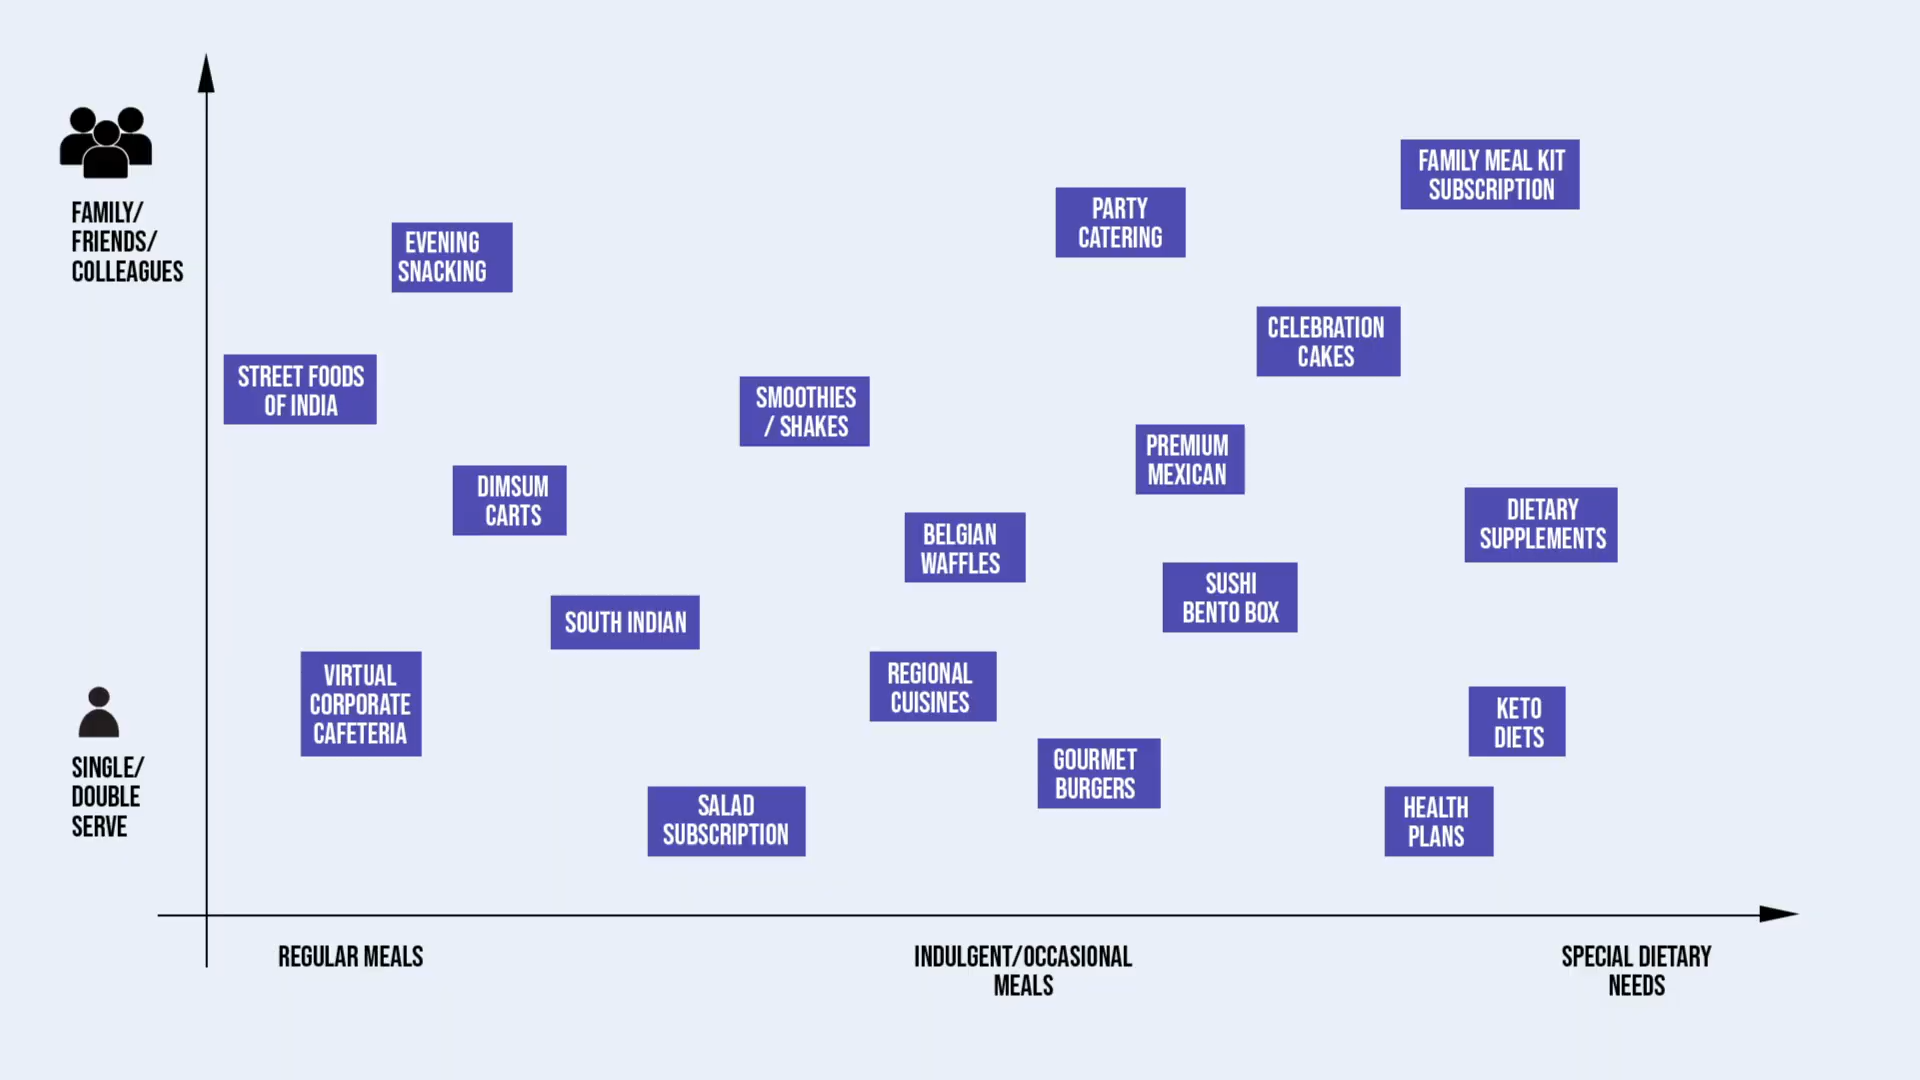 FAMILY/
FRIENDS/
COLLEAGUES
SINGLE/
DOUBLE
SERVE
FAMILY MEAL KIT
SUBSCRIPTION
PARTY
CATERING
EVENING
SNACKING
CELEBRATION
CAKES
STREET FOODS
OF INDIA
SMOOTHIES
/ SHAKES
PREMIUM
MEXICAN
DIMSUM
CARTS
DIETARY
SUPPLEMENTS
BELGIAN
WAFFLES
SUSHI
BENTO BOX
SOUTH INDIAN
VIRTUAL
CORPORATE
CAFETERIA
REGIONAL
CUISINES
KETO
DIETS
GOURMET
BURGERS
SALAD
SUBSCRIPTION
HEALTH
PLANS
REGULAR MEALS
INDULGENT/OCCASIONAL
MEALS
SPECIAL DIETARY
NEEDS